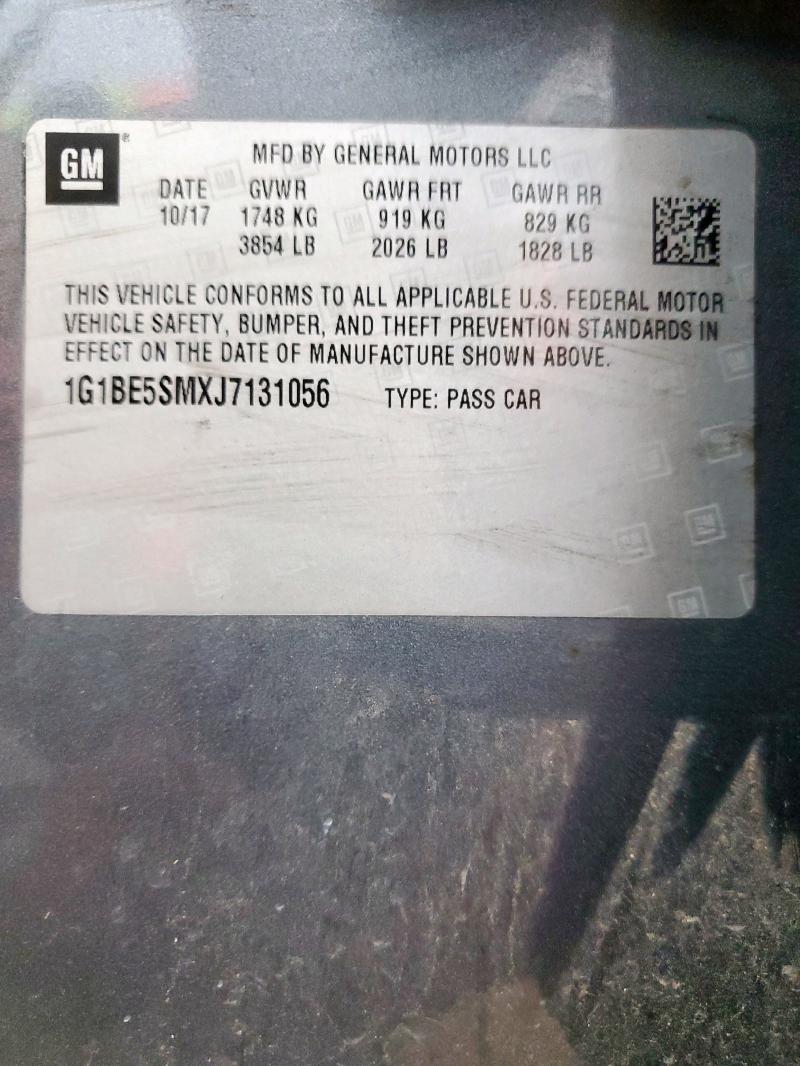 GM®
MFD BY GENERAL MOTORS LLC
DATE GVWR GAWR FRT GAWR RR
10/17 1748 KG 919 KG 829 KG
3854 LB 2026 LB 1828 LB
THIS VEHICLE CONFORMS TO ALL APPLICABLE U.S. FEDERAL MOTOR
VEHICLE SAFETY, BUMPER, AND THEFT PREVENTION STANDARDS IN
EFFECT ON THE DATE OF MANUFACTURE SHOWN ABOVE.
1G1BE5SMXJ7131056 TYPE: PASS CAR